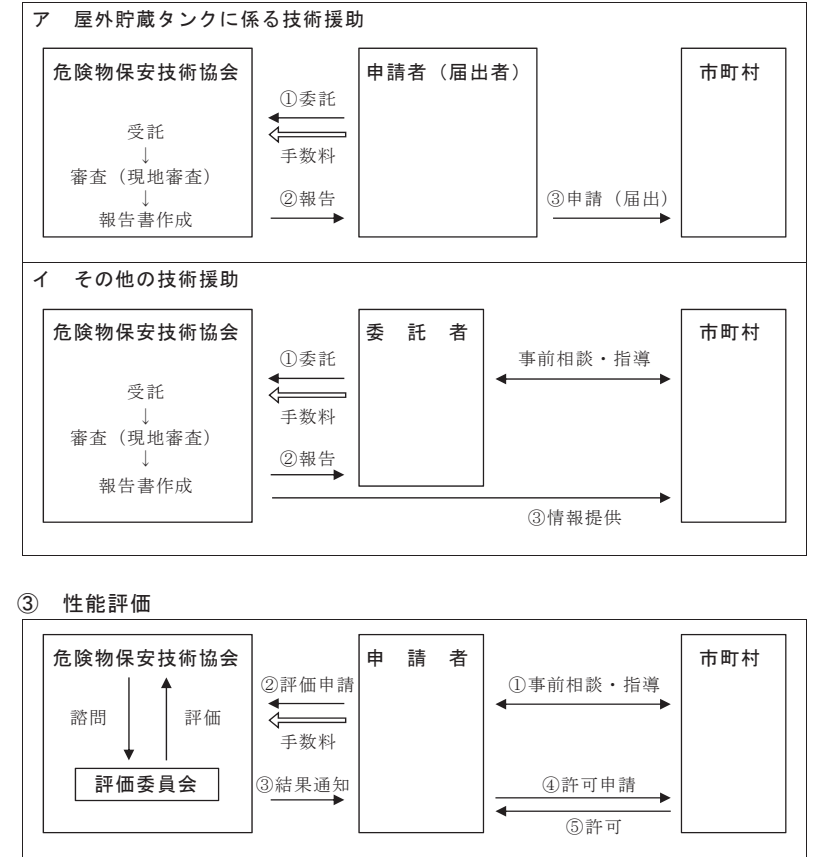 ア　屋外貯蔵タンクに係る技術援助
危険物保安技術協会
受託
↓
審査（現地審査）
↓
報告書作成
①委託
手数料
②報告
申請者（届出者）
③申請（届出）
市町村
イ　その他の技術援助
危険物保安技術協会
受託
↓
審査（現地審査）
↓
報告書作成
①委託
手数料
②報告
委　託　者
事前相談・指導
③情報提供
市町村
③　性能評価
危険物保安技術協会
諮問
評価
評価委員会
②評価申請
手数料
③結果通知
申　請　者
①事前相談・指導
④許可申請
⑤許可
市町村